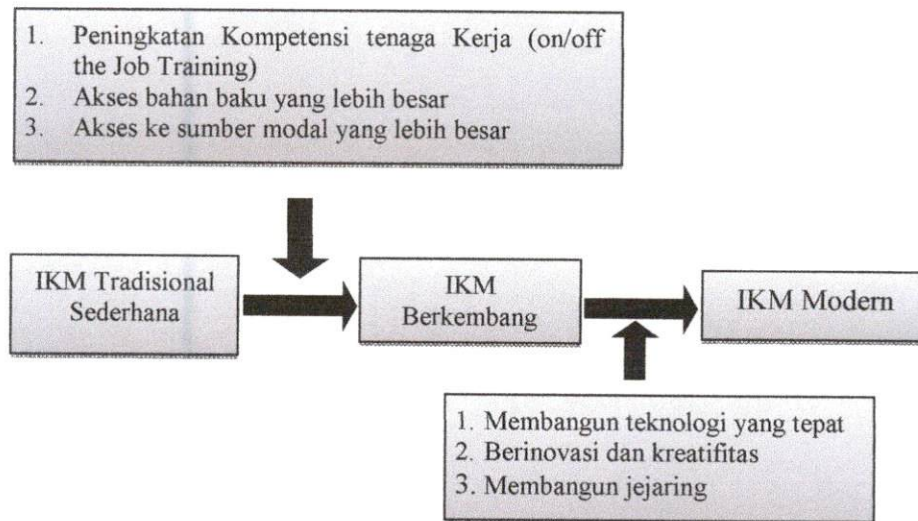 1. Peningkatan Kompetensi tenaga Kerja (on/off
the Job Training)
2. Akses bahan baku yang lebih besar
3. Akses ke sumber modal yang lebih besar
IKM Tradisional
Sederhana
IKM
Berkembang
IKM Modern
1. Membangun teknologi yang tepat
2. Berinovasi dan kreatifitas
3. Membangun jejaring